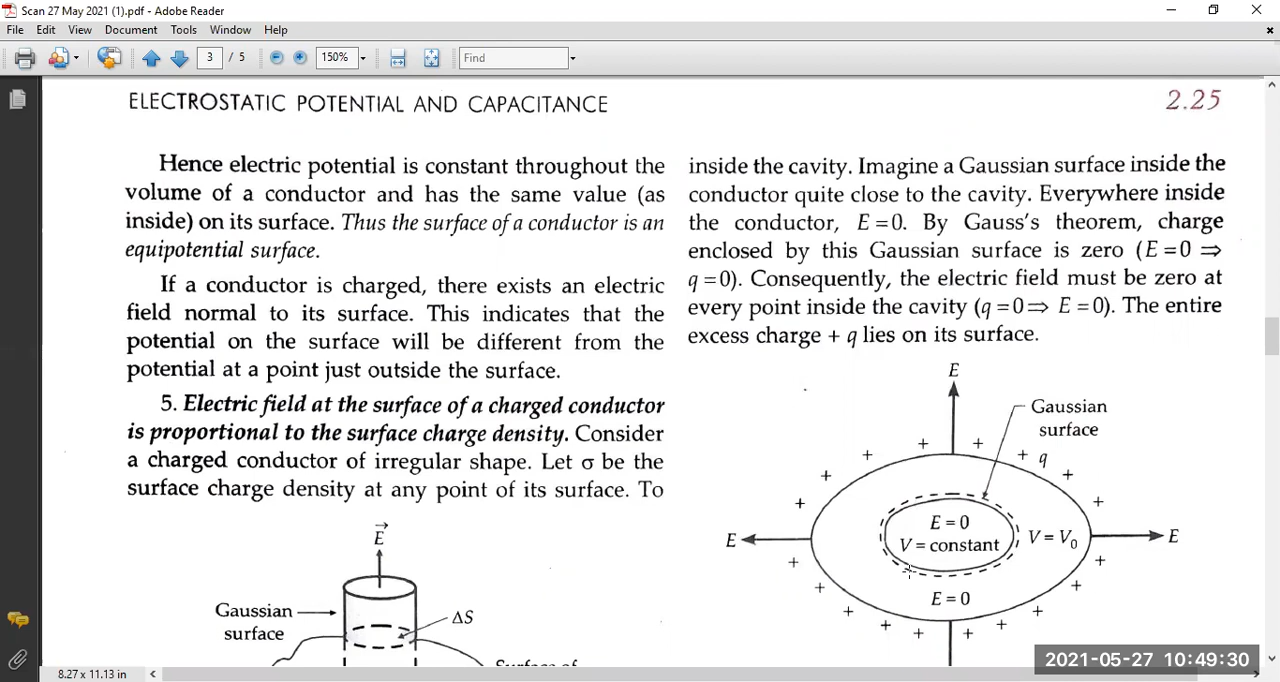 Scan 27 May 2021 (1).pdf - Adobe Reader
File Edit View Document Tools Window Help
3 / 5 150% Find
ELECTROSTATIC POTENTIAL AND CAPACITANCE
2.25
Hence electric potential is constant throughout the
volume of a conductor and has the same value (as
inside) on its surface. Thus the surface of a conductor is an
equipotential surface.
If a conductor is charged, there exists an electric
field normal to its surface. This indicates that the
potential on the surface will be different from the
potential at a point just outside the surface.
5. Electric field at the surface of a charged conductor
is proportional to the surface charge density. Consider
a charged conductor of irregular shape. Let σ be the
surface charge density at any point of its surface. To
E
Gaussian
surface
ΔS
Surface of
inside the cavity. Imagine a Gaussian surface inside the
conductor quite close to the cavity. Everywhere inside
the conductor, E = 0. By Gauss's theorem, charge
enclosed by this Gaussian surface is zero (E = 0 ⇒
q = 0). Consequently, the electric field must be zero at
every point inside the cavity (q = 0 ⇒ E = 0). The entire
excess charge + q lies on its surface.
E
Gaussian
surface
q
E = 0
V = constant
V = V0
E
E
E = 0
2021-05-27 10:49:30
8.27 x 11.13 in